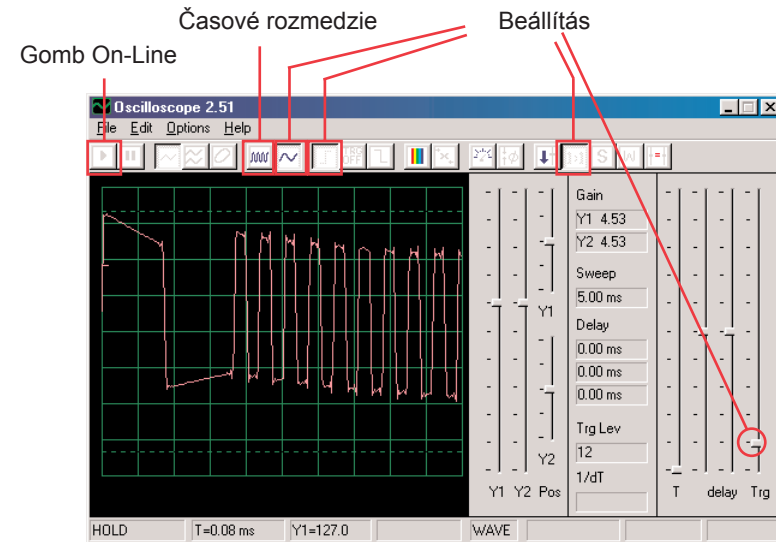 Časové rozmedzie
Beállítás
Gomb On-Line
Oscilloscope 2.51
File Edit Options Help
TRG OFF
S
W
Gain
Y1 4.53
Y2 4.53
Sweep
5.00 ms
Y1
Delay
0.00 ms
0.00 ms
0.00 ms
Trg Lev
12
Y2
1/dT
Y1 Y2 Pos
T delay Trg
HOLD T=0.08 ms Y1=127.0 WAVE